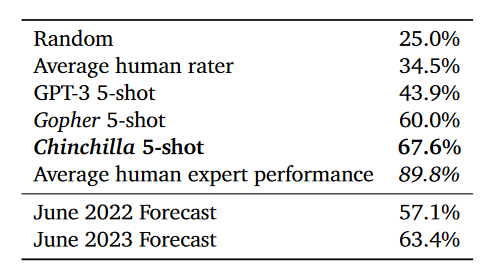 Random 25.0%
Average human rater 34.5%
GPT-3 5-shot 43.9%
Gopher 5-shot 60.0%
Chinchilla 5-shot 67.6%
Average human expert performance 89.8%
June 2022 Forecast 57.1%
June 2023 Forecast 63.4%